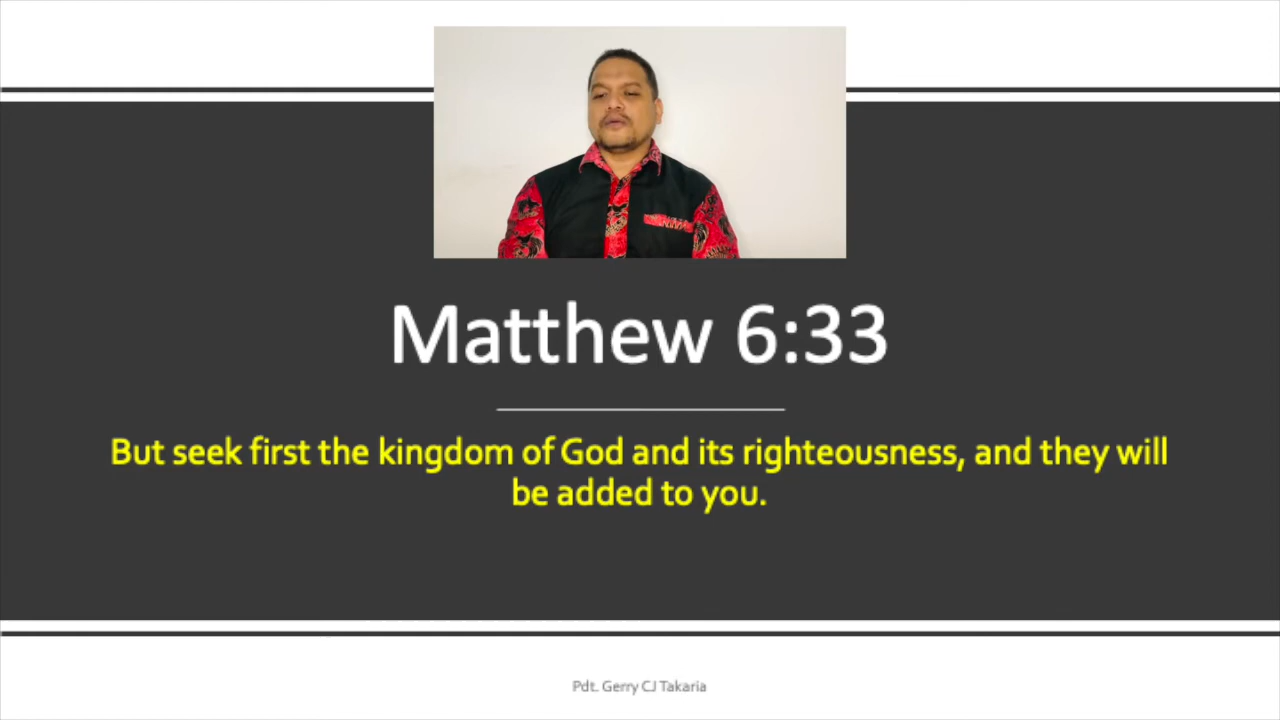 Matthew 6:33
But seek first the kingdom of God and its righteousness, and they will
be added to you.
Pdt. Gerry CJ Takaria